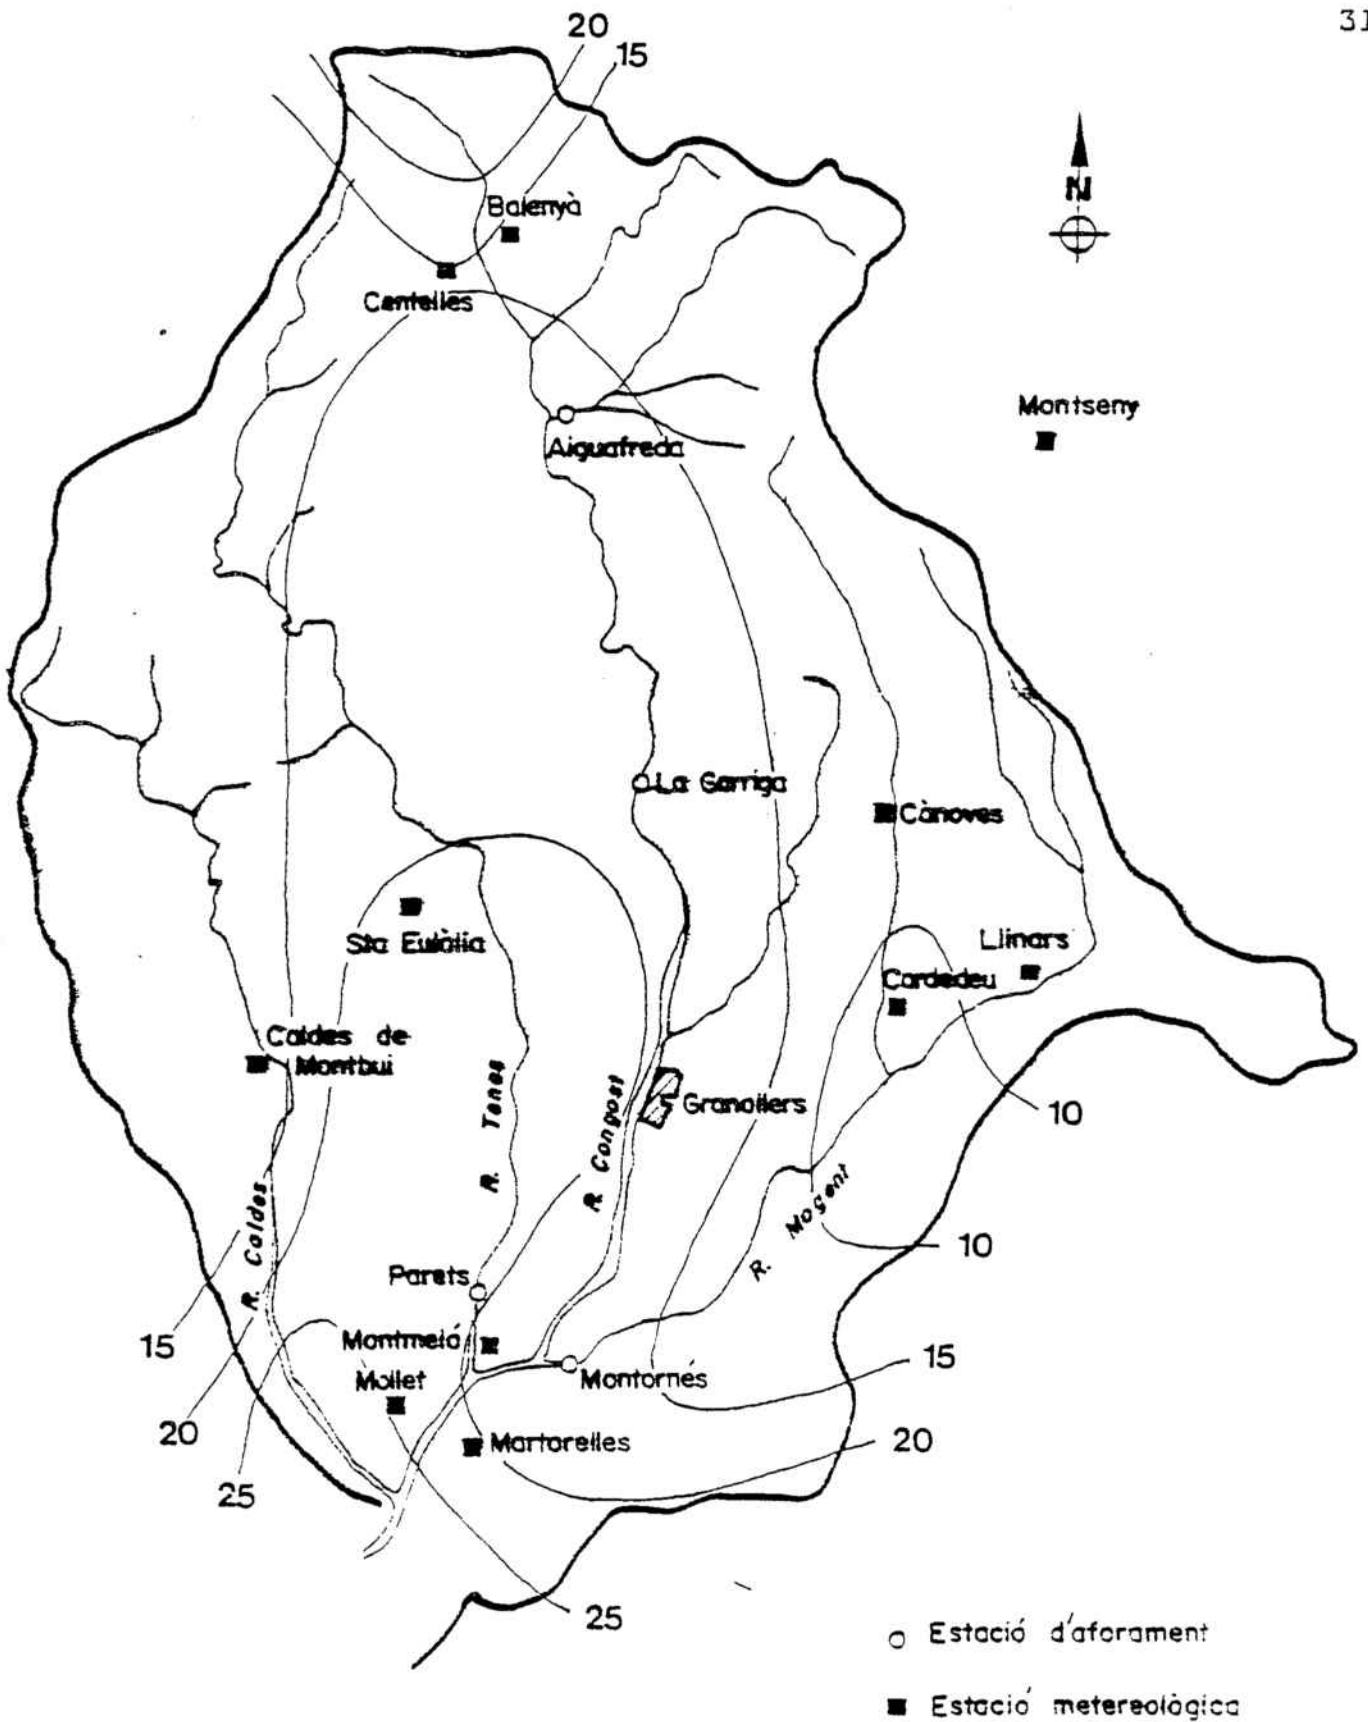 31
20
15
N
Balenyà
Centelles
Montseny
Aiguafreda
La Garriga
Cànoves
Sta Eulàlia
Llinars
Cardedeu
Caldes de
Montbui
R. Tenes
R. Congost
Granollers
10
R. Caldes
R. Mogent
10
Parets
15
Montmeló
15
Mollet
Montornés
20
Martorelles
20
25
25
Estació d'aforament
Estació metereològica